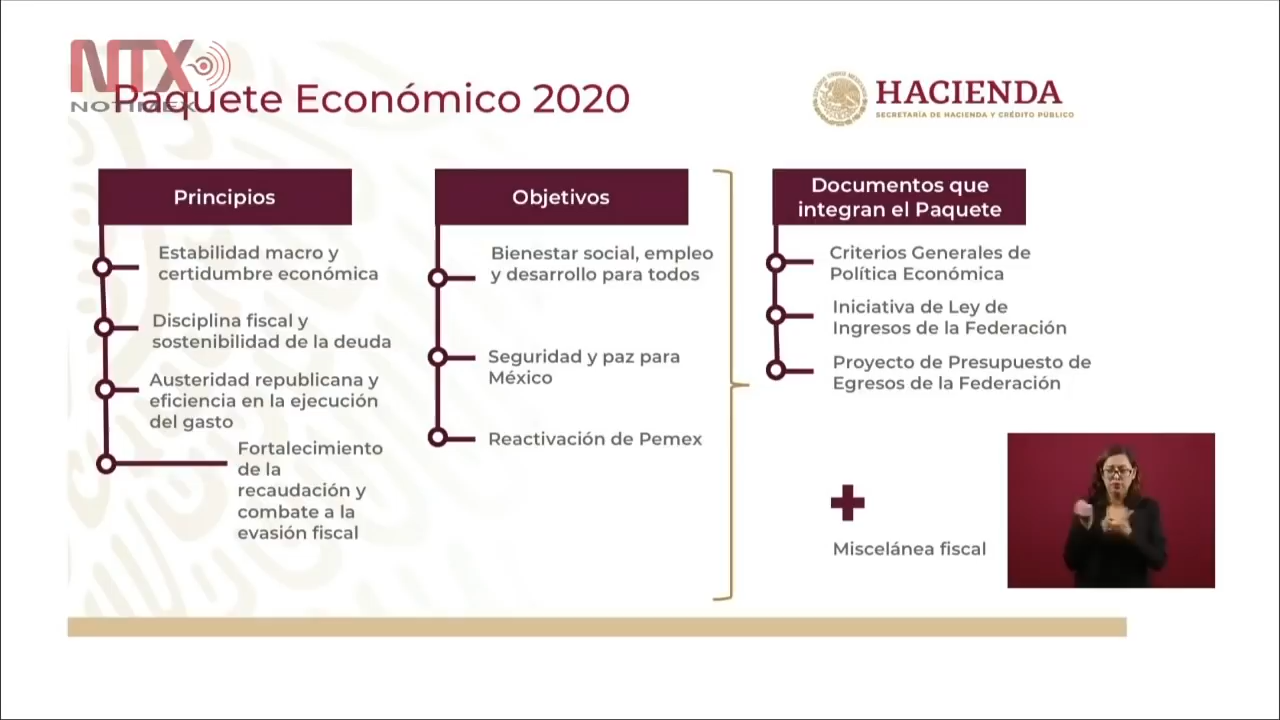 NTX
NOTIMEX
Paquete Económico 2020
HACIENDA
SECRETARÍA DE HACIENDA Y CRÉDITO PÚBLICO
Principios
Estabilidad macro y
certidumbre económica
Disciplina fiscal y
sostenibilidad de la deuda
Austeridad republicana y
eficiencia en la ejecución
del gasto
Fortalecimiento
de la
recaudación y
combate a la
evasión fiscal
Objetivos
Bienestar social, empleo
y desarrollo para todos
Seguridad y paz para
México
Reactivación de Pemex
Documentos que
integran el Paquete
Criterios Generales de
Política Económica
Iniciativa de Ley de
Ingresos de la Federación
Proyecto de Presupuesto de
Egresos de la Federación
Miscelánea fiscal